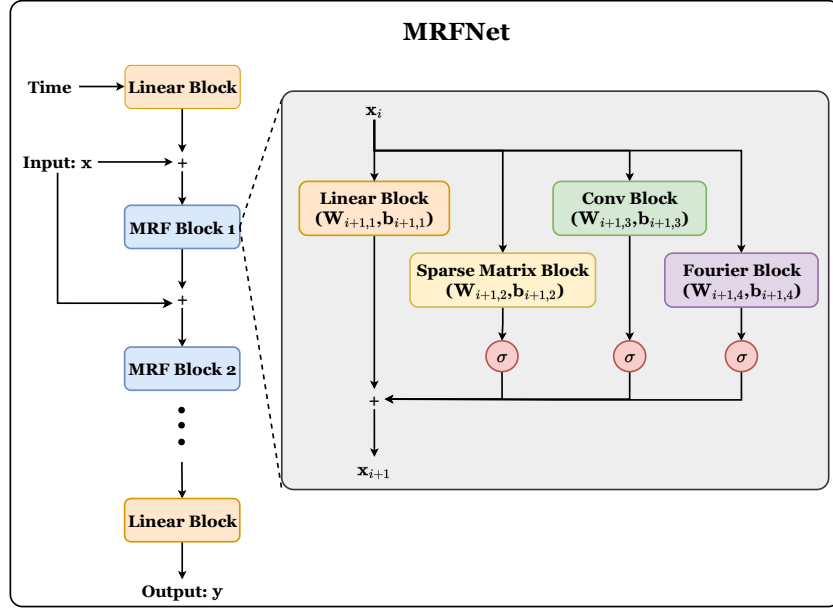 MRFNet
Time
Linear Block
Input: x
+
MRF Block 1
+
MRF Block 2
Linear Block
Output: y
x_i
Linear Block
(W_{i+1,1},b_{i+1,1})
Conv Block
(W_{i+1,3},b_{i+1,3})
Sparse Matrix Block
(W_{i+1,2},b_{i+1,2})
Fourier Block
(W_{i+1,4},b_{i+1,4})
σ
σ
σ
+
x_{i+1}